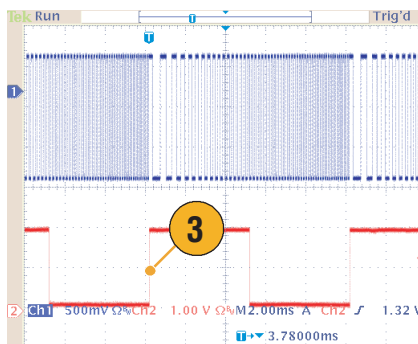 Tek Run Trig'd
T
T
1
3
2 Ch1 500mV Ω Ch2 1.00 V Ω M 2.00ms A Ch2 ƒ 1.32 V
T→▼ 3.78000ms